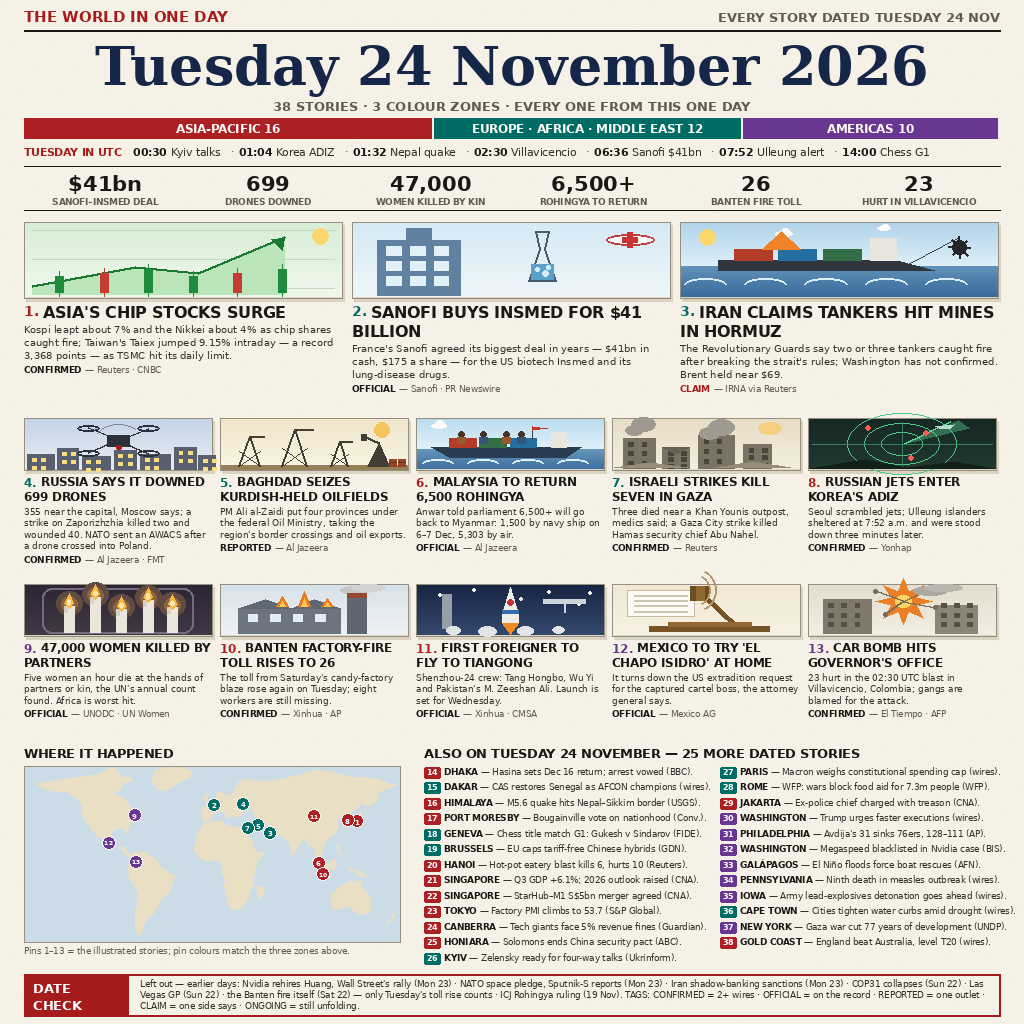 THE WORLD IN ONE DAY
EVERY STORY DATED TUESDAY 24 NOV
Tuesday 24 November 2026
38 STORIES · 3 COLOUR ZONES · EVERY ONE FROM THIS ONE DAY
ASIA-PACIFIC 16
EUROPE · AFRICA · MIDDLE EAST 12
AMERICAS 10
TUESDAY IN UTC 00:30 Kyiv talks · 01:04 Korea ADIZ · 01:32 Nepal quake · 02:30 Villavicencio · 06:36 Sanofi $41bn · 07:52 Ulleung alert · 14:00 Chess G1
$41bn
SANOFI–INSMED DEAL
699
DRONES DOWNED
47,000
WOMEN KILLED BY KIN
6,500+
ROHINGYA TO RETURN
26
BANTEN FIRE TOLL
23
HURT IN VILLAVICENCIO
1. ASIA'S CHIP STOCKS SURGE
Kospi leapt about 7% and the Nikkei about 4% as chip shares
caught fire; Taiwan's Taiex jumped 9.15% intraday — a record
3,368 points — as TSMC hit its daily limit.
CONFIRMED — Reuters · CNBC
2. SANOFI BUYS INSMED FOR $41
BILLION
France's Sanofi agreed its biggest deal in years — $41bn in
cash, $175 a share — for the US biotech Insmed and its
lung-disease drugs.
OFFICIAL — Sanofi · PR Newswire
3. IRAN CLAIMS TANKERS HIT MINES
IN HORMUZ
The Revolutionary Guards say two or three tankers caught fire
after breaking the strait's rules; Washington has not confirmed.
Brent held near $69.
CLAIM — IRNA via Reuters
4. RUSSIA SAYS IT DOWNED
699 DRONES
355 near the capital, Moscow says; a
strike on Zaporizhzhia killed two and
wounded 40. NATO sent an AWACS after
a drone crossed into Poland.
CONFIRMED — Al Jazeera · FMT
5. BAGHDAD SEIZES
KURDISH-HELD OILFIELDS
PM Ali al-Zaidi put four provinces under
the federal Oil Ministry, taking the
region's border crossings and oil exports.
REPORTED — Al Jazeera
6. MALAYSIA TO RETURN
6,500 ROHINGYA
Anwar told parliament 6,500+ will go
back to Myanmar: 1,500 by navy ship on
6–7 Dec, 5,303 by air.
OFFICIAL — Al Jazeera
7. ISRAELI STRIKES KILL
SEVEN IN GAZA
Three died near a Khan Younis outpost,
medics said; a Gaza City strike killed
Hamas security chief Abu Nahel.
CONFIRMED — Reuters
8. RUSSIAN JETS ENTER
KOREA'S ADIZ
Seoul scrambled jets; Ulleung islanders
sheltered at 7:52 a.m. and were stood
down three minutes later.
CONFIRMED — Yonhap
9. 47,000 WOMEN KILLED BY
PARTNERS
Five women an hour die at the hands of
partners or kin, the UN's annual count
found. Africa is worst hit.
OFFICIAL — UNODC · UN Women
10. BANTEN FACTORY-FIRE
TOLL RISES TO 26
The toll from Saturday's candy-factory
blaze rose again on Tuesday; eight
workers are still missing.
CONFIRMED — Xinhua · AP
11. FIRST FOREIGNER TO
FLY TO TIANGONG
Shenzhou-24 crew: Tang Hongbo, Wu Yi
and Pakistan's M. Zeeshan Ali. Launch is
set for Wednesday.
OFFICIAL — Xinhua · CMSA
12. MEXICO TO TRY 'EL
CHAPO ISIDRO' AT HOME
It turns down the US extradition request
for the captured cartel boss, the attorney
general says.
OFFICIAL — Mexico AG
13. CAR BOMB HITS
GOVERNOR'S OFFICE
23 hurt in the 02:30 UTC blast in
Villavicencio, Colombia; gangs are
blamed for the attack.
CONFIRMED — El Tiempo · AFP
WHERE IT HAPPENED
9
12
13
2
4
7
5
3
11
8
1
6
10
Pins 1–13 = the illustrated stories; pin colours match the three zones above.
ALSO ON TUESDAY 24 NOVEMBER — 25 MORE DATED STORIES
14 DHAKA — Hasina sets Dec 16 return; arrest vowed (BBC).
15 DAKAR — CAS restores Senegal as AFCON champions (wires).
16 HIMALAYA — M5.6 quake hits Nepal–Sikkim border (USGS).
17 PORT MORESBY — Bougainville vote on nationhood (Conv.).
18 GENEVA — Chess title match G1: Gukesh v Sindarov (FIDE).
19 BRUSSELS — EU caps tariff-free Chinese hybrids (GDN).
20 HANOI — Hot-pot eatery blast kills 6, hurts 10 (Reuters).
21 SINGAPORE — Q3 GDP +6.1%; 2026 outlook raised (CNA).
22 SINGAPORE — StarHub–M1 S$5bn merger agreed (CNA).
23 TOKYO — Factory PMI climbs to 53.7 (S&P Global).
24 CANBERRA — Tech giants face 5% revenue fines (Guardian).
25 HONIARA — Solomons ends China security pact (ABC).
26 KYIV — Zelensky ready for four-way talks (Ukrinform).
27 PARIS — Macron weighs constitutional spending cap (wires).
28 ROME — WFP: wars block food aid for 7.3m people (WFP).
29 JAKARTA — Ex-police chief charged with treason (CNA).
30 WASHINGTON — Trump urges faster executions (wires).
31 PHILADELPHIA — Avdija's 31 sinks 76ers, 128–111 (AP).
32 WASHINGTON — Megaspeed blacklisted in Nvidia case (BIS).
33 GALÁPAGOS — El Niño floods force boat rescues (AFN).
34 PENNSYLVANIA — Ninth death in measles outbreak (wires).
35 IOWA — Army lead-explosives detonation goes ahead (wires).
36 CAPE TOWN — Cities tighten water curbs amid drought (wires).
37 NEW YORK — Gaza war cut 77 years of development (UNDP).
38 GOLD COAST — England beat Australia, level T20 (wires).
DATE
CHECK
Left out — earlier days: Nvidia rehires Huang, Wall Street's rally (Mon 23) · NATO space pledge, Sputnik-S reports (Mon 23) · Iran shadow-banking sanctions (Mon 23) · COP31 collapses (Sun 22) · Las
Vegas GP (Sun 22) · the Banten fire itself (Sat 22) — only Tuesday's toll rise counts · ICJ Rohingya ruling (19 Nov). TAGS: CONFIRMED = 2+ wires · OFFICIAL = on the record · REPORTED = one outlet ·
CLAIM = one side says · ONGOING = still unfolding.